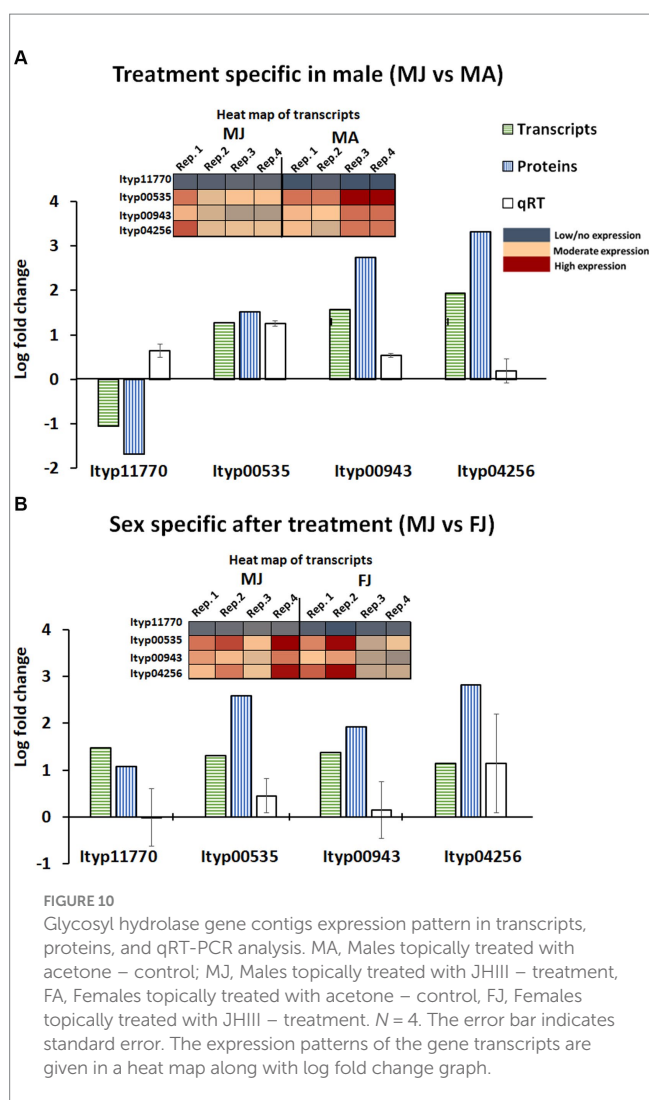 A
Treatment specific in male (MJ vs MA)
Heat map of transcripts
MJ MA
Rep. 1 Rep. 2 Rep. 3 Rep. 4 Rep. 1 Rep. 2 Rep. 3 Rep. 4
Ityp11770
Ityp00535
Ityp00943
Ityp04256
Transcripts
Proteins
qRT
Low/no expression
Moderate expression
High expression
Log fold change
4
3
2
1
0
-1
-2
Ityp11770 Ityp00535 Ityp00943 Ityp04256
B
Sex specific after treatment (MJ vs FJ)
Heat map of transcripts
MJ FJ
Rep. 1 Rep. 2 Rep. 3 Rep. 4 Rep. 1 Rep. 2 Rep. 3 Rep. 4
Ityp11770
Ityp00535
Ityp00943
Ityp04256
Log fold change
4
3
2
1
0
-1
Ityp11770 Ityp00535 Ityp00943 Ityp04256
FIGURE 10
Glycosyl hydrolase gene contigs expression pattern in transcripts,
proteins, and qRT-PCR analysis. MA, Males topically treated with
acetone – control; MJ, Males topically treated with JHIII – treatment,
FA, Females topically treated with acetone – control, FJ, Females
topically treated with JHIII – treatment. N = 4. The error bar indicates
standard error. The expression patterns of the gene transcripts are
given in a heat map along with log fold change graph.